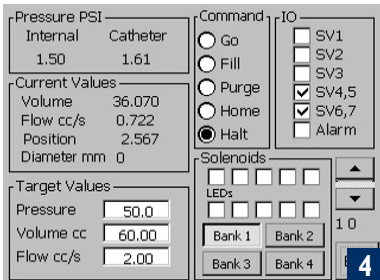 Pressure PSI
Internal Catheter
1.50 1.61
Current Values
Volume 36.070
Flow cc/s 0.722
Position 2.567
Diameter mm 0
Target Values
Pressure 50.0
Volume cc 60.00
Flow cc/s 2.00
Command
Go
Fill
Purge
Home
Halt
IO
SV1
SV2
SV3
SV4,5
SV6,7
Alarm
Solenoids
LEDs
Bank 1 Bank 2
Bank 3 Bank 4
10
4